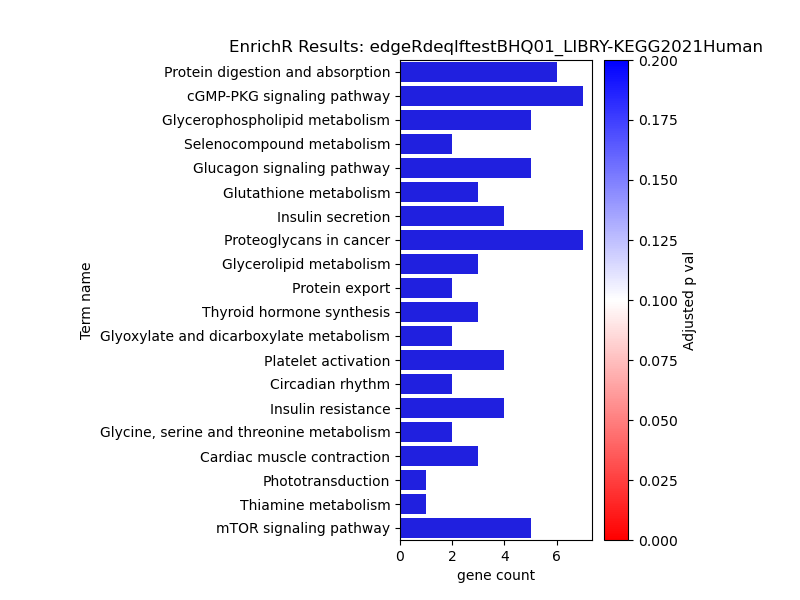 EnrichR Results: edgeRdeqlftestBHQ01_LIBRY-KEGG2021Human
Protein digestion and absorption
cGMP-PKG signaling pathway
Glycerophospholipid metabolism
Selenocompound metabolism
Glucagon signaling pathway
Glutathione metabolism
Insulin secretion
Proteoglycans in cancer
Glycerolipid metabolism
Protein export
Thyroid hormone synthesis
Glyoxylate and dicarboxylate metabolism
Platelet activation
Circadian rhythm
Insulin resistance
Glycine, serine and threonine metabolism
Cardiac muscle contraction
Phototransduction
Thiamine metabolism
mTOR signaling pathway
Term name
0 2 4 6
gene count
0.200
0.175
0.150
0.125
0.100
0.075
0.050
0.025
0.000
Adjusted p val